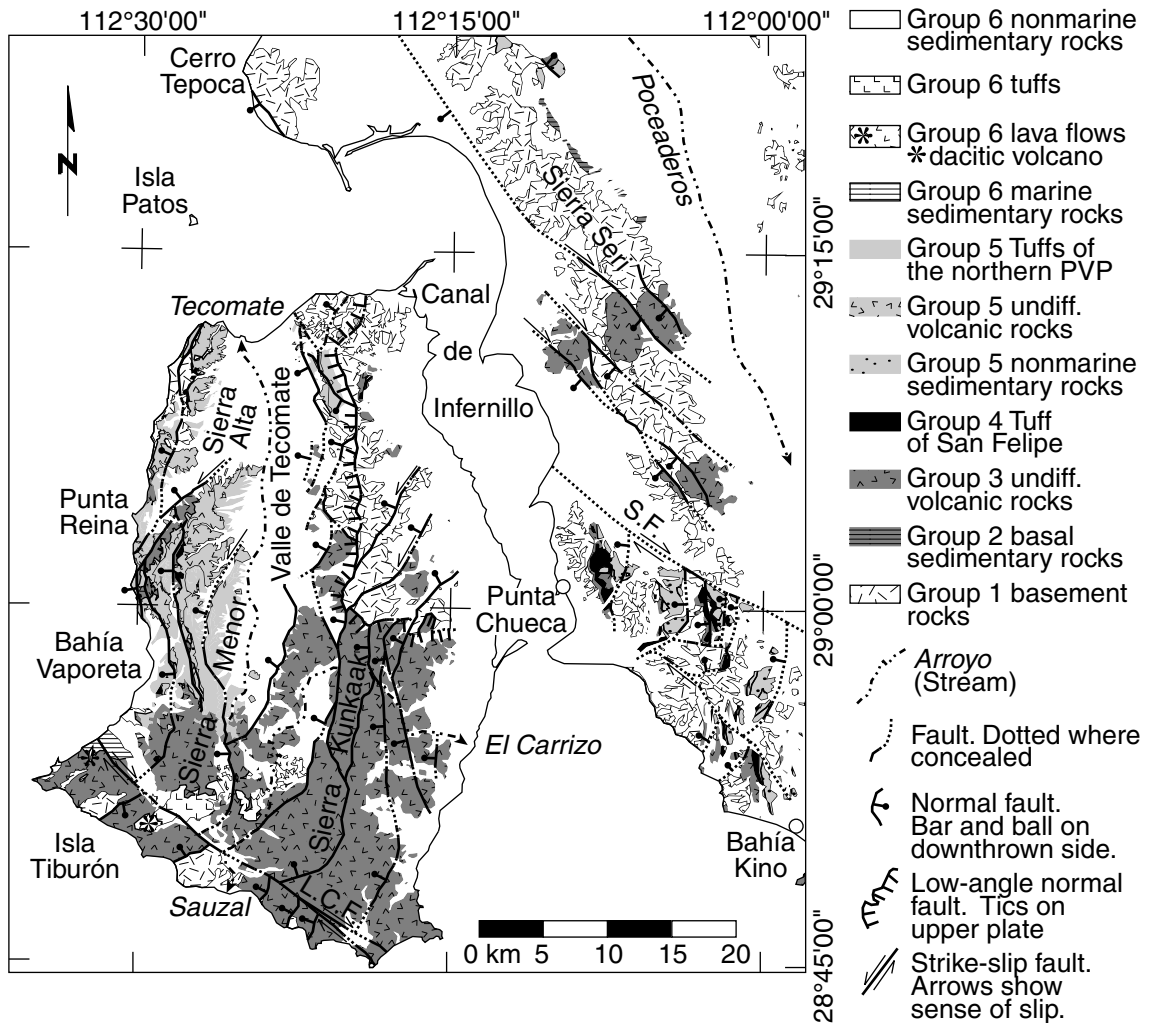 112°30'00"
112°15'00"
112°00'00"
Cerro
Tepoca
N
Isla
Patos
Poceaderos
Sierra Seri
29°15'00"
Tecomate
Canal
de
Infernillo
Sierra
Alta
Valle de Tecomate
Punta
Reina
S.F.
Punta
Chueca
29°00'00"
Bahía
Vaporeta
Menor
Sierra
Kunkaak
Sierra
El Carrizo
Isla
Tiburón
Bahía
Kino
Sauzal
L.C.F.
0 km 5 10 15 20
28°45'00"
Group 6 nonmarine
sedimentary rocks
Group 6 tuffs
Group 6 lava flows
* dacitic volcano
Group 6 marine
sedimentary rocks
Group 5 Tuffs of
the northern PVP
Group 5 undiff.
volcanic rocks
Group 5 nonmarine
sedimentary rocks
Group 4 Tuff
of San Felipe
Group 3 undiff.
volcanic rocks
Group 2 basal
sedimentary rocks
Group 1 basement
rocks
Arroyo
(Stream)
Fault. Dotted where
concealed
Normal fault.
Bar and ball on
downthrown side.
Low-angle normal
fault. Tics on
upper plate
Strike-slip fault.
Arrows show
sense of slip.